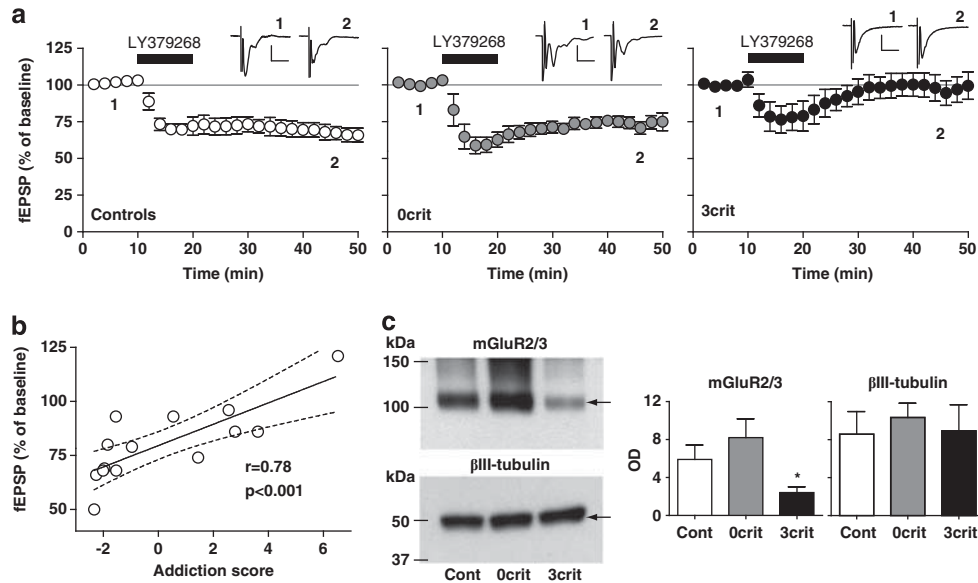 a
fEPSP (% of baseline)
125
100
75
50
25
0
LY379268
1
2
1
2
Controls
0
10
20
30
40
50
Time (min)
LY379268
1
2
1
2
0crit
0
10
20
30
40
50
Time (min)
LY379268
1
2
1
2
3crit
0
10
20
30
40
50
Time (min)
b
fEPSP (% of baseline)
125
100
75
50
r=0.78
p<0.001
-2
0
2
4
6
Addiction score
c
kDa
mGluR2/3
150
100
kDa
βIII-tubulin
50
37
Cont 0crit 3crit
mGluR2/3
OD
12
8
4
0
*
Cont 0crit 3crit
βIII-tubulin
Cont 0crit 3crit